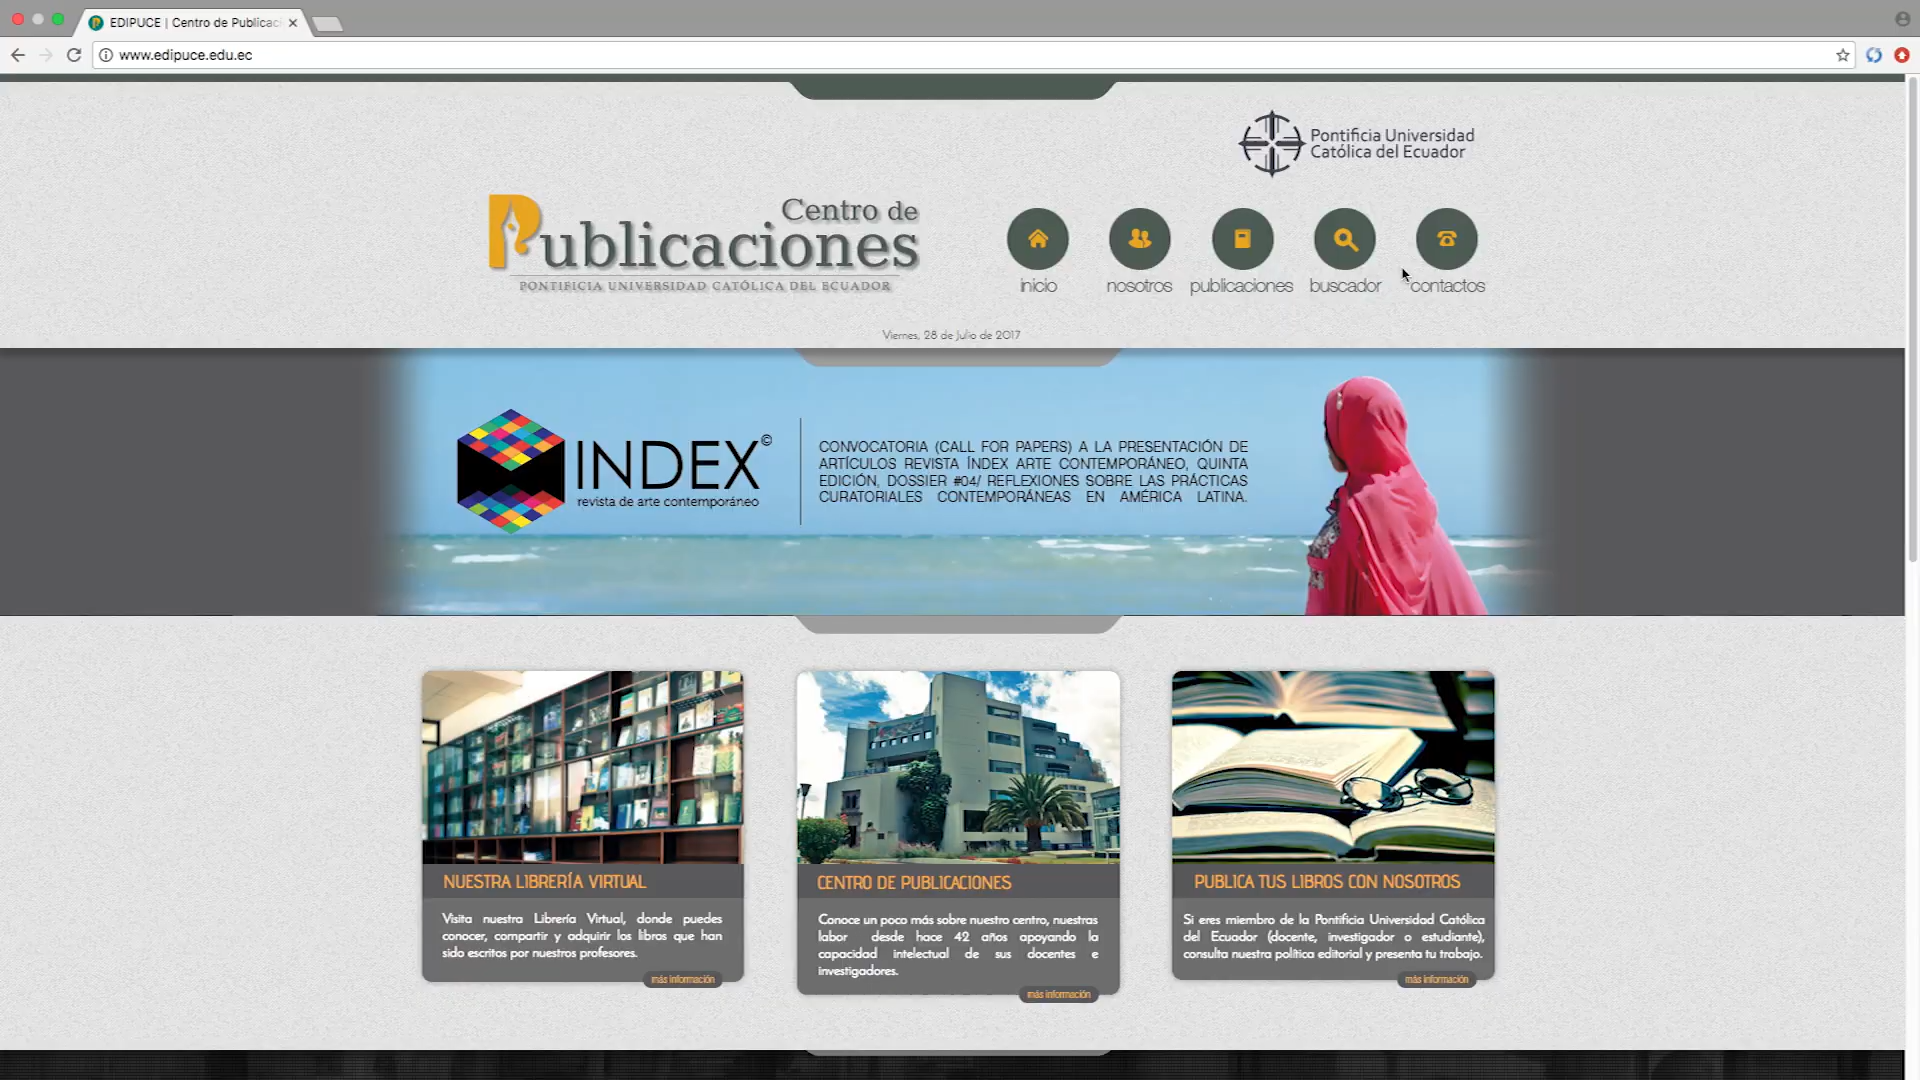 EDIPUCE | Centro de Publicaci
www.edipuce.edu.ec
Pontificia Universidad
Católica del Ecuador
Centro de
Publicaciones
PONTIFICIA UNIVERSIDAD CATÓLICA DEL ECUADOR
inicio
nosotros
publicaciones
buscador
contactos
Viernes, 28 de Julio de 2017
INDEX©
revista de arte contemporáneo
CONVOCATORIA (CALL FOR PAPERS) A LA PRESENTACIÓN DE
ARTÍCULOS REVISTA ÍNDEX ARTE CONTEMPORÁNEO, QUINTA
EDICIÓN, DOSSIER #04/ REFLEXIONES SOBRE LAS PRÁCTICAS
CURATORIALES CONTEMPORÁNEAS EN AMÉRICA LATINA.
NUESTRA LIBRERÍA VIRTUAL
Visita nuestra Librería Virtual, donde puedes
conocer, compartir y adquirir los libros que han
sido escritos por nuestros profesores.
más información
CENTRO DE PUBLICACIONES
Conoce un poco más sobre nuestro centro, nuestras
labor desde hace 42 años apoyando la
capacidad intelectual de sus docentes e
investigadores.
más información
PUBLICA TUS LIBROS CON NOSOTROS
Si eres miembro de la Pontificia Universidad Católica
del Ecuador (docente, investigador o estudiante),
consulta nuestra política editorial y presenta tu trabajo.
más información